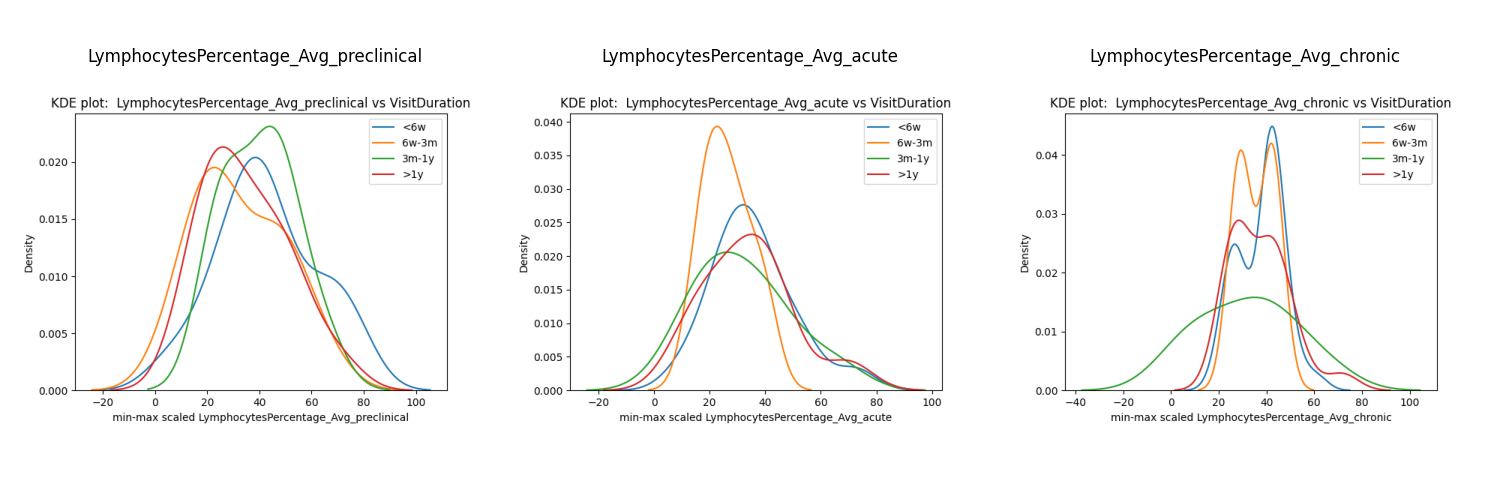 LymphocytesPercentage_Avg_preclinical
KDE plot:  LymphocytesPercentage_Avg_preclinical vs VisitDuration
<6w
6w-3m
3m-1y
>1y
Density
0.020
0.015
0.010
0.005
0.000
−20
0
20
40
60
80
100
min-max scaled LymphocytesPercentage_Avg_preclinical
LymphocytesPercentage_Avg_acute
KDE plot:  LymphocytesPercentage_Avg_acute vs VisitDuration
<6w
6w-3m
3m-1y
>1y
Density
0.040
0.035
0.030
0.025
0.020
0.015
0.010
0.005
0.000
−20
0
20
40
60
80
100
min-max scaled LymphocytesPercentage_Avg_acute
LymphocytesPercentage_Avg_chronic
KDE plot:  LymphocytesPercentage_Avg_chronic vs VisitDuration
<6w
6w-3m
3m-1y
>1y
Density
0.04
0.03
0.02
0.01
0.00
−40
−20
0
20
40
60
80
100
min-max scaled LymphocytesPercentage_Avg_chronic